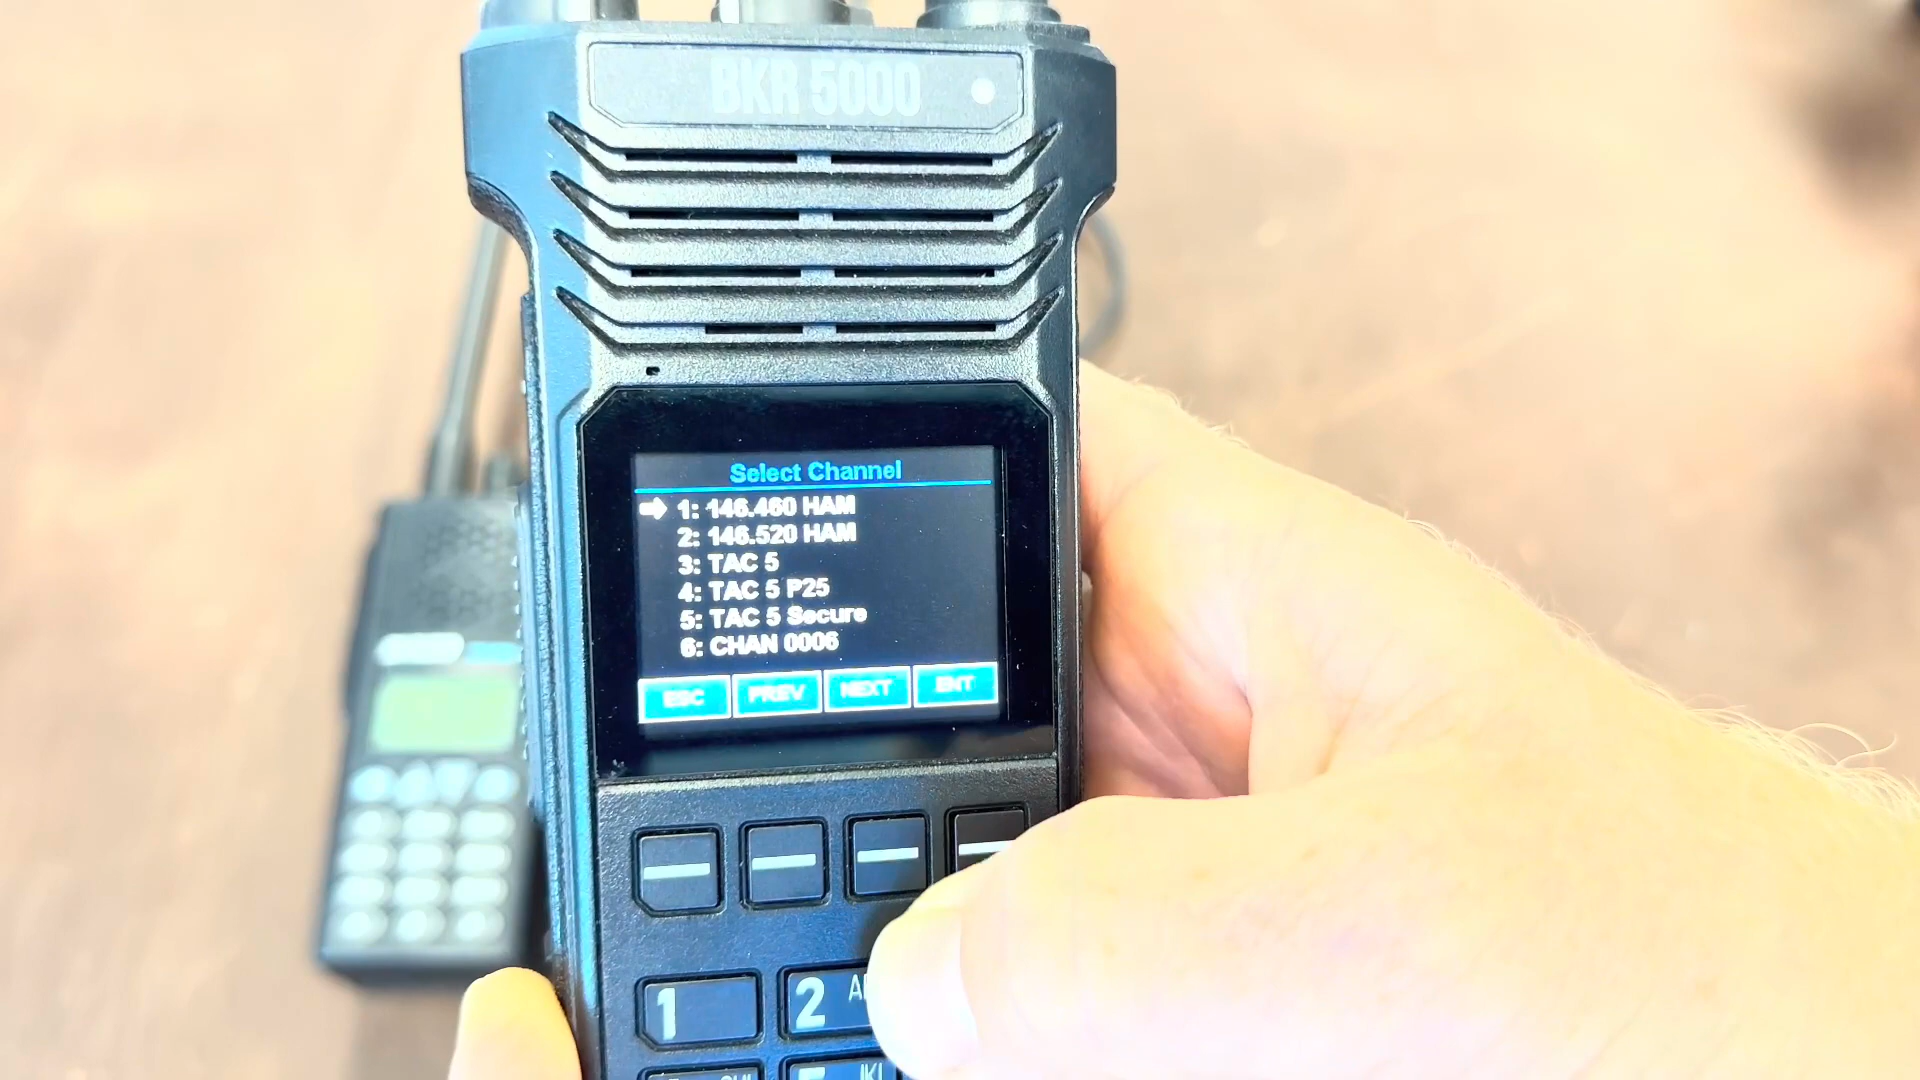 BKR 5000
Select Channel
1: 146.460 HAM
2: 146.520 HAM
3: TAC 5
4: TAC 5 P25
5: TAC 5 Secure
6: CHAN 0006
ESC PREV NEXT ENT
1 2